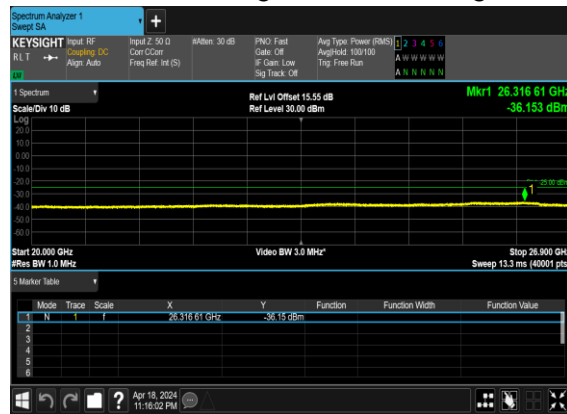 Spectrum Analyzer 1
Swept SA
+
KEYSIGHT Input: RF Input Z: 50 Ω #Atten: 30 dB PNO: Fast Avg Type: Power (RMS) 1 2 3 4 5 6
RLT Coupling: DC Corr CCorr Gate: Off Avg|Hold: 100/100 A W W W W W
Align: Auto Freq Ref: Int (S) IF Gain: Low Trig: Free Run
Sig Track: Off A N N N N N
1 Spectrum Ref Lvl Offset 15.55 dB Mkr1 26.316 61 GHz
Scale/Div 10 dB Ref Level 30.00 dBm -36.153 dBm
Log
20.0
10.0
0.00
-10.0
-20.0
-30.0 1 -25.00 dBm
-40.0
-50.0
-60.0
Start 20.000 GHz Video BW 3.0 MHz* Stop 26.900 GHz
#Res BW 1.0 MHz Sweep 13.3 ms (40001 pts)
5 Marker Table
Mode Trace Scale X Y Function Function Width Function Value
1 N 1 f 26.316 61 GHz -36.15 dBm
2
3
4
5
6
? Apr 18, 2024
11:16:02 PM